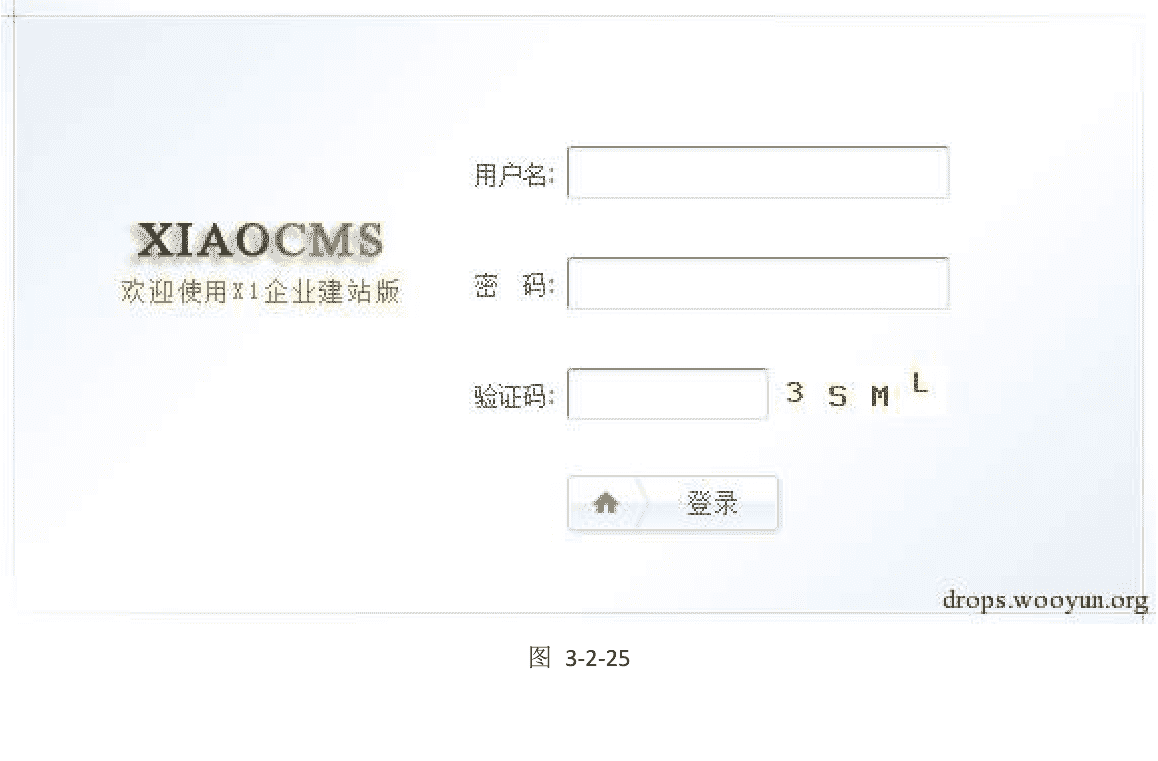 用户名:
XIAOCMS
欢迎使用X1企业建站版
密 码:
验证码: 3 S M L
登录
drops.wooyun.org
图 3-2-25